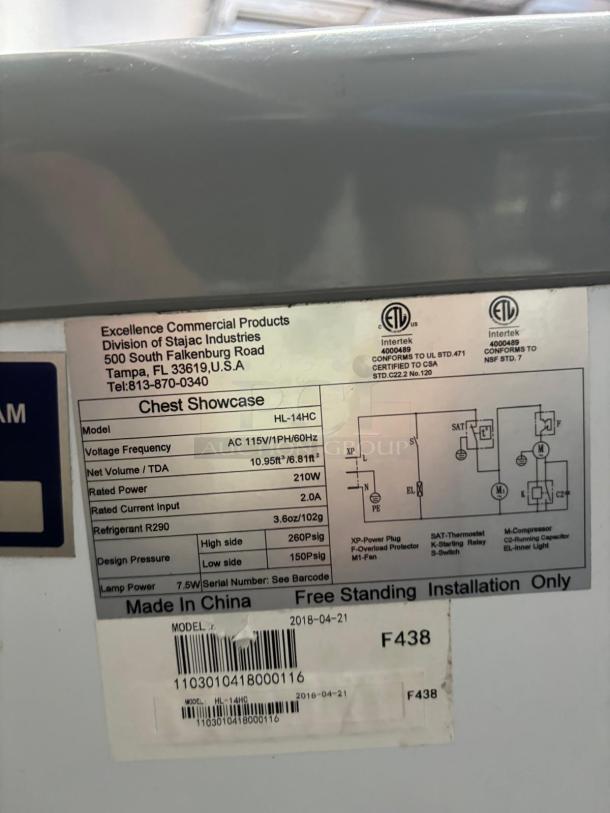 Excellence Commercial Products
Division of Stajac Industries
500 South Falkenburg Road
Tampa, FL 33619,U.S.A
Tel:813-870-0340
C US
Intertek
4000489
CONFORMS TO UL STD.471
CERTIFIED TO CSA
STD.C22.2 No.120
Intertek
4000489
CONFORMS TO
NSF STD. 7
AM
Chest Showcase
Model HL-14HC
Voltage Frequency AC 115V/1PH/60Hz
Net Volume / TDA 10.95ft³/6.81ft²
Rated Power 210W
Rated Current Input 2.0A
Refrigerant R290 3.6oz/102g
Design Pressure High side 260Psig
Low side 150Psig
Lamp Power 7.5W Serial Number: See Barcode
XP L N PE S EL SAT t° M₁ M F K C2
XP-Power Plug
F-Overload Protector
M1-Fan
SAT-Thermostat
K-Starling Relay
S-Switch
M-Compressor
C2-Running Capacitor
EL-Inner Light
Made In China Free Standing Installation Only
AUCTION GROUP
MODEL: 2018-04-21
F438
1103010418000116
MODEL: HL-14HC 2018-04-21
F438
1103010418000116